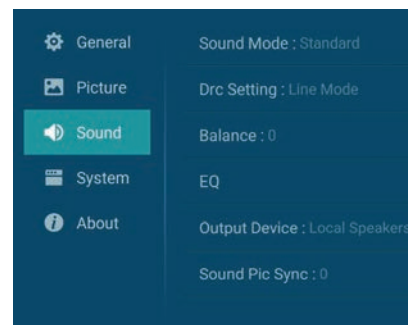 General
Picture
Sound
System
About
Sound Mode : Standard
Drc Setting : Line Mode
Balance : 0
EQ
Output Device : Local Speakers
Sound Pic Sync : 0